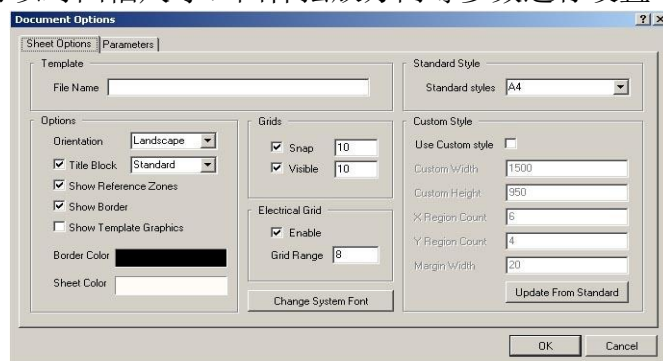 Document Options
Sheet Options Parameters
Template
File Name
Standard Style
Standard styles A4
Options
Orientation Landscape
Title Block Standard
Show Reference Zones
Show Border
Show Template Graphics
Border Color
Sheet Color
Grids
Snap 10
Visible 10
Electrical Grid
Enable
Grid Range 8
Change System Font
Custom Style
Use Custom style
Custom Width 1500
Custom Height 950
X Region Count 6
Y Region Count 4
Margin Width 20
Update From Standard
OK Cancel